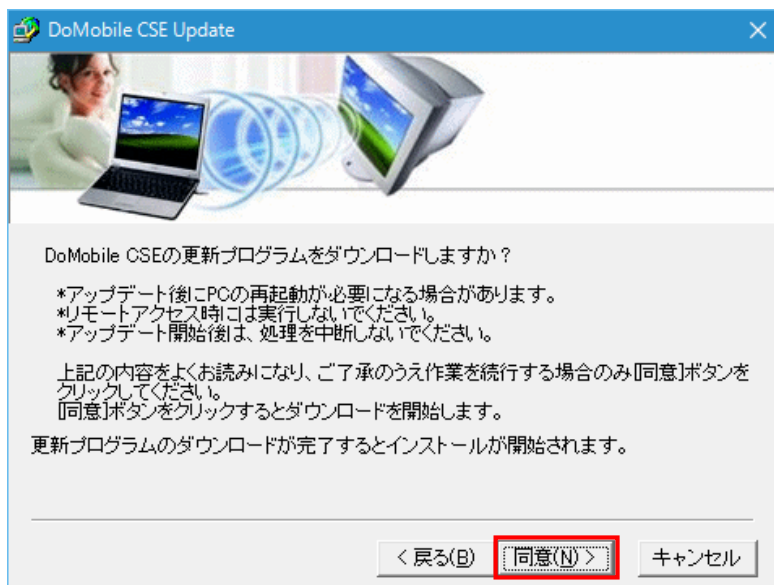 DoMobile CSE Update
DoMobile CSEの更新プログラムをダウンロードしますか？
*アップデート後にPCの再起動が必要になる場合があります。
*リモートアクセス時には実行しないでください。
*アップデート開始後は、処理を中断しないでください。
上記の内容をよくお読みになり、ご了承のうえ作業を続行する場合のみ[同意]ボタンを
クリックしてください。
[同意]ボタンをクリックするとダウンロードを開始します。
更新プログラムのダウンロードが完了するとインストールが開始されます。
< 戻る(B)
同意(N) >
キャンセル